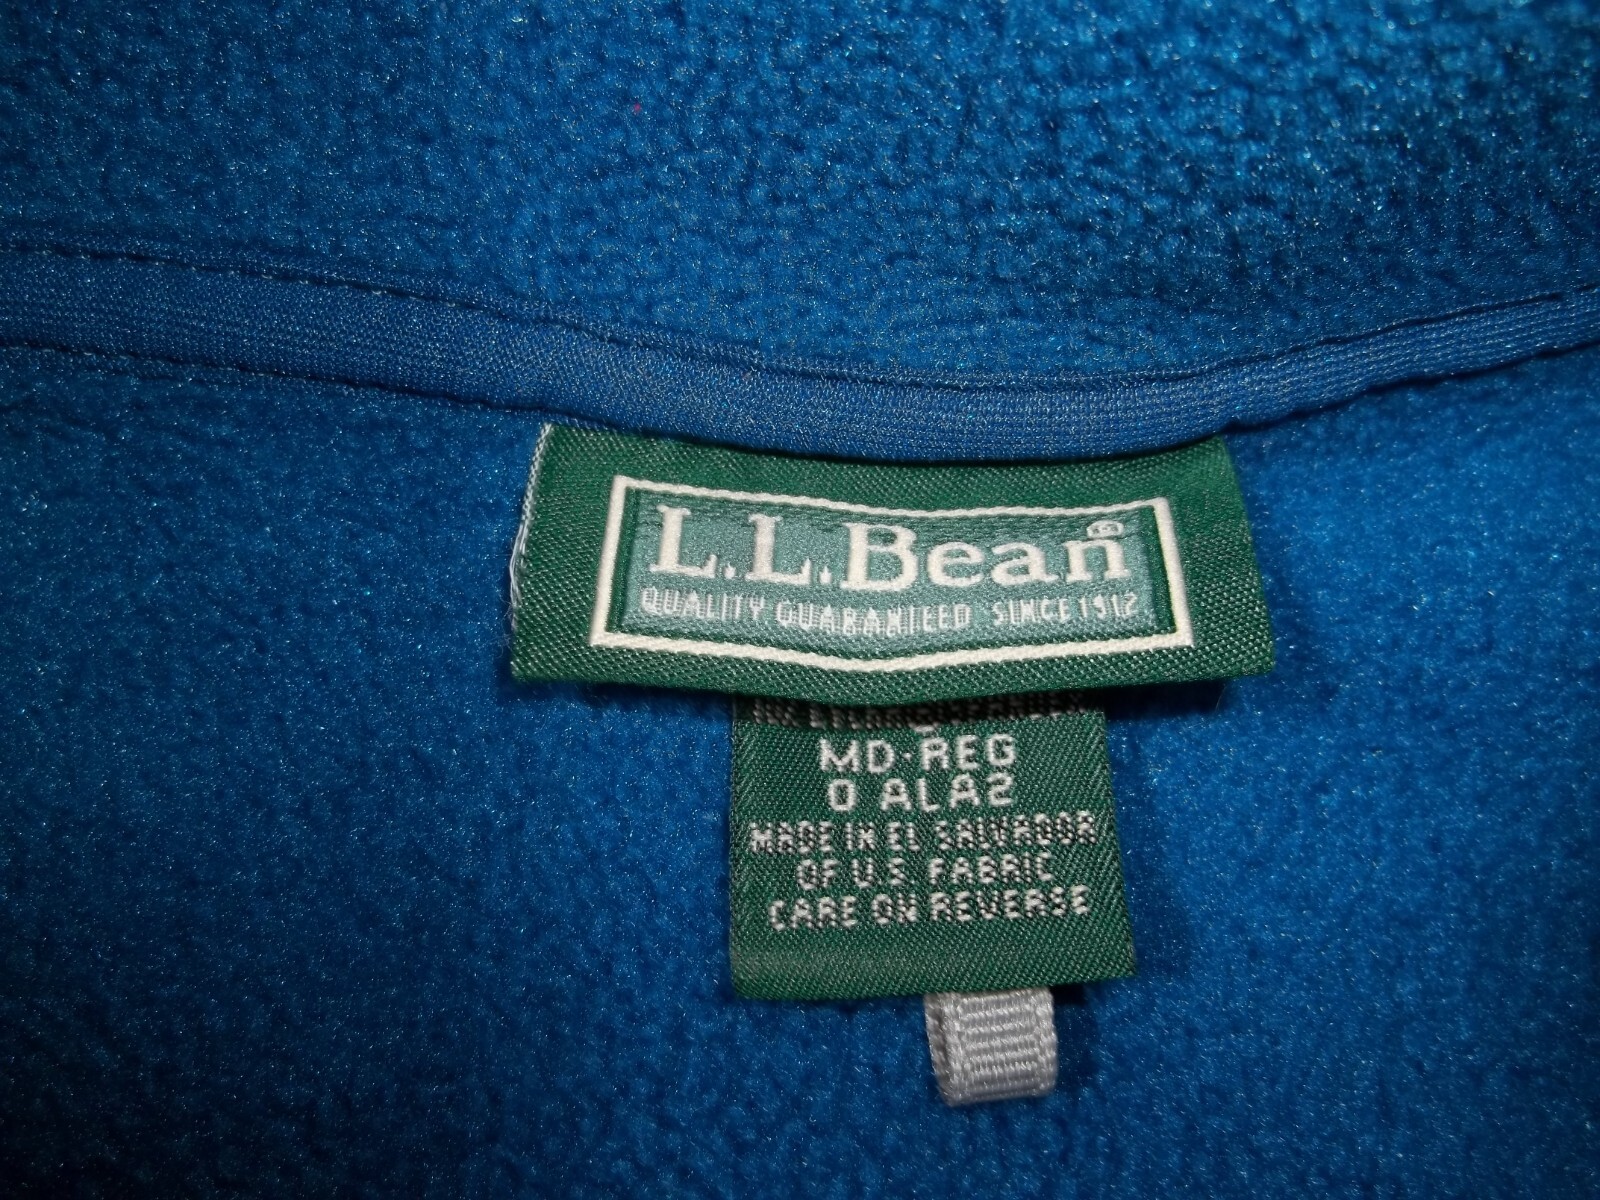 L.L.Bean®
QUALITY GUARANTEED SINCE 1912
MD-REG
0 ALA2
MADE IN EL SALVADOR
OF U.S. FABRIC
CARE ON REVERSE